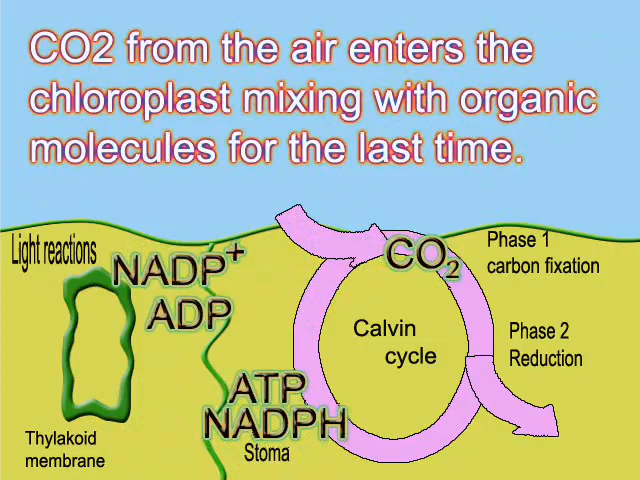 CO2 from the air enters the
chloroplast mixing with organic
molecules for the last time.
Light reactions
NADP+
ADP
CO2
Phase 1
carbon fixation
Calvin
cycle
Phase 2
Reduction
ATP
NADPH
Stoma
Thylakoid
membrane